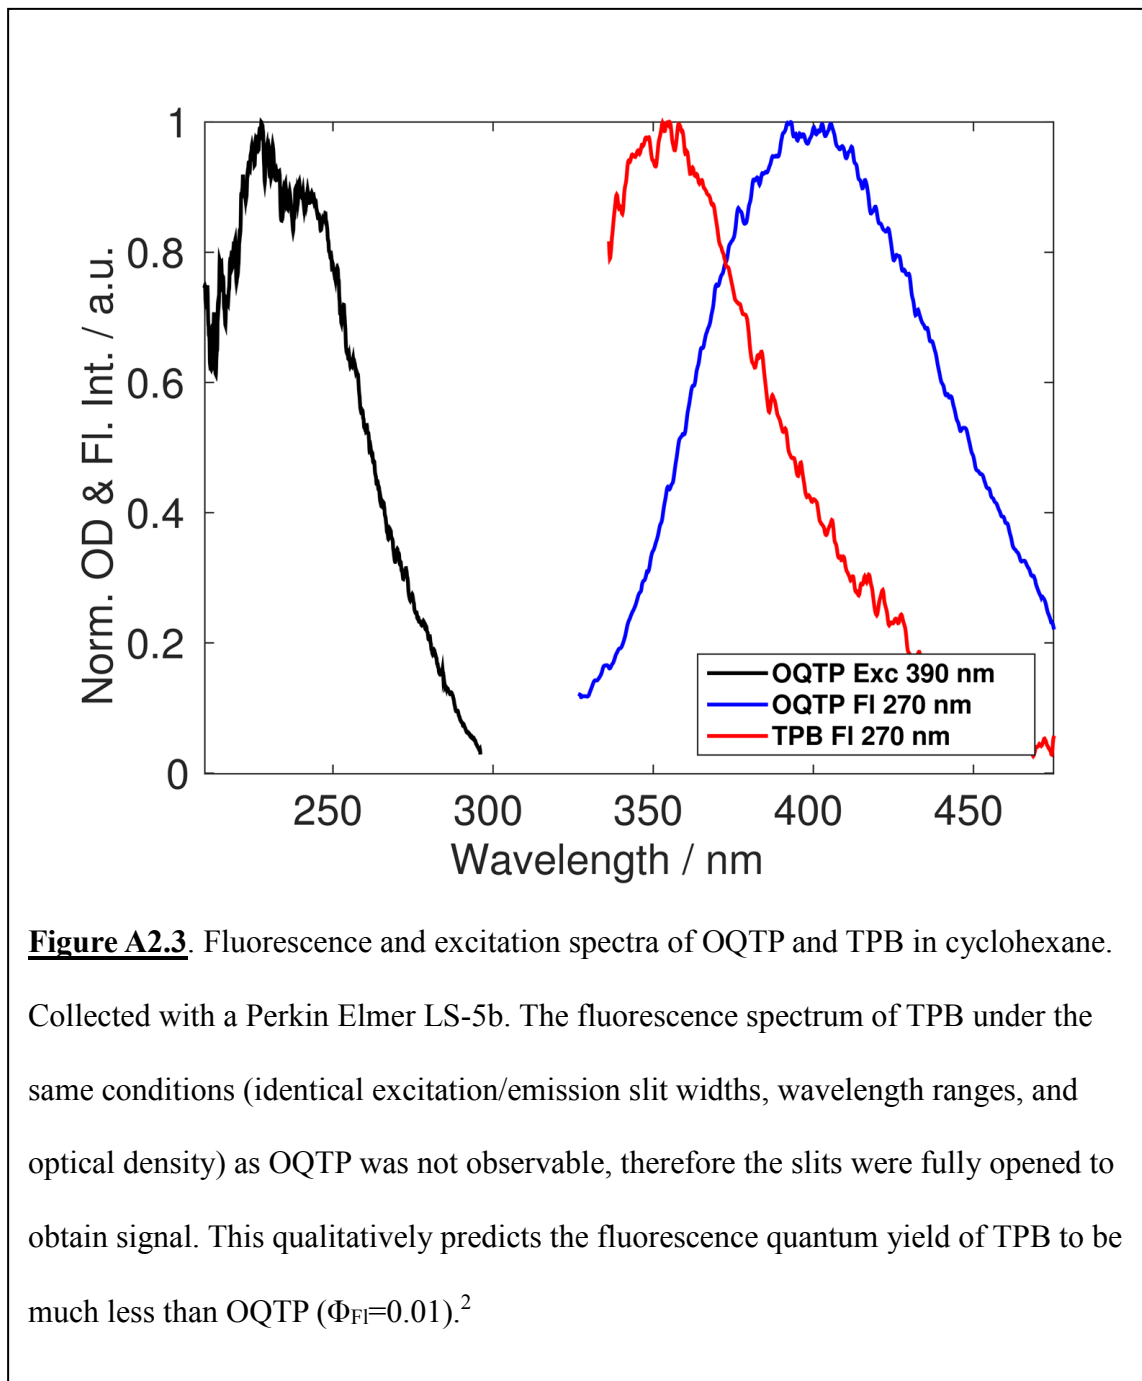 1
0.8
0.6
0.4
0.2
0
Norm. OD & Fl. Int. / a.u.
250
300
350
400
450
Wavelength / nm
OQTP Exc 390 nm
OQTP Fl 270 nm
TPB Fl 270 nm
Figure A2.3. Fluorescence and excitation spectra of OQTP and TPB in cyclohexane.
Collected with a Perkin Elmer LS-5b. The fluorescence spectrum of TPB under the
same conditions (identical excitation/emission slit widths, wavelength ranges, and
optical density) as OQTP was not observable, therefore the slits were fully opened to
obtain signal. This qualitatively predicts the fluorescence quantum yield of TPB to be
much less than OQTP (Φ_Fl=0.01).²